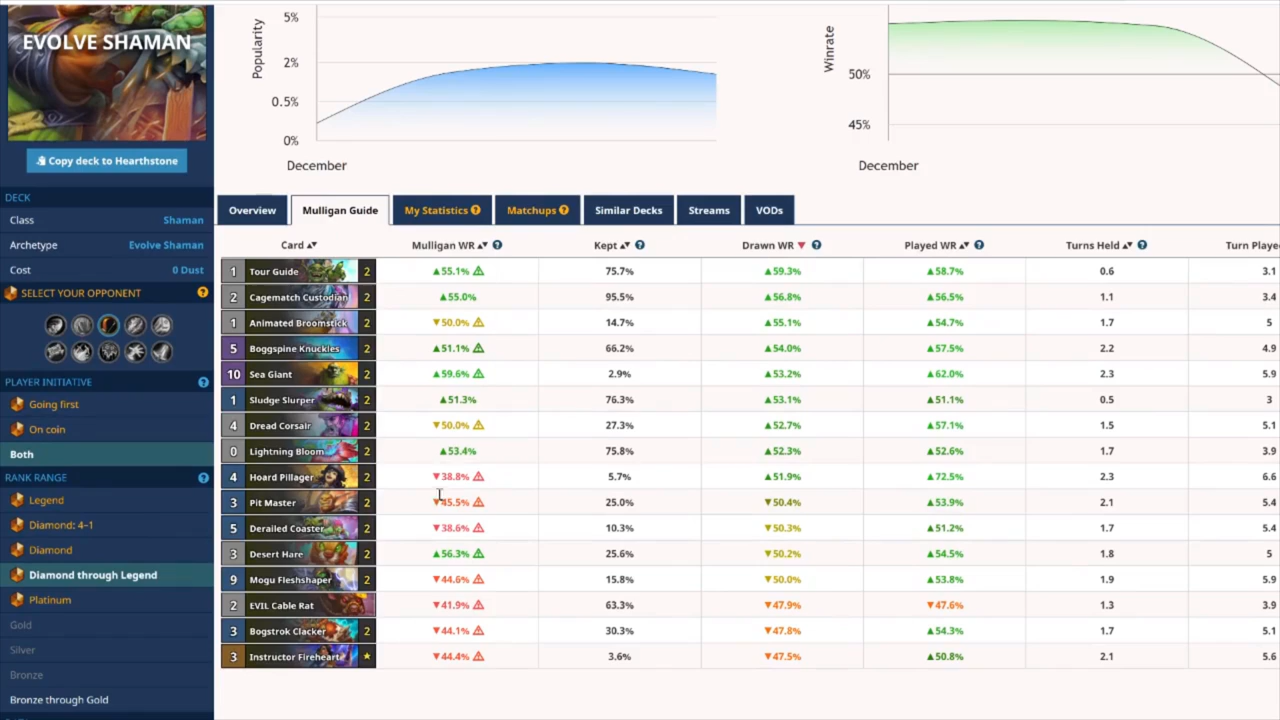 EVOLVE SHAMAN
Copy deck to Hearthstone
DECK
Class Shaman
Archetype Evolve Shaman
Cost 0 Dust
SELECT YOUR OPPONENT ?
PLAYER INITIATIVE ?
Going first
On coin
Both
RANK RANGE ?
Legend
Diamond: 4-1
Diamond
Diamond through Legend
Platinum
Gold
Silver
Bronze
Bronze through Gold
Popularity
5%
2%
0.5%
0%
December
Winrate
50%
45%
December
Overview Mulligan Guide My Statistics ? Matchups ? Similar Decks Streams VODs
Card ▲▼ Mulligan WR ▲▼ ? Kept ▲▼ ? Drawn WR ▼ ? Played WR ▲▼ ? Turns Held ▲▼ ? Turn Playe
1 Tour Guide 2 ▲55.1% 75.7% ▲59.3% ▲58.7% 0.6 3.1
2 Cagematch Custodian 2 ▲55.0% 95.5% ▲56.8% ▲56.5% 1.1 3.4
1 Animated Broomstick 2 ▼50.0% 14.7% ▲55.1% ▲54.7% 1.7 5
5 Boggspine Knuckles 2 ▲51.1% 66.2% ▲54.0% ▲57.5% 2.2 4.9
10 Sea Giant 2 ▲59.6% 2.9% ▲53.2% ▲62.0% 2.3 5.9
1 Sludge Slurper 2 ▲51.3% 76.3% ▲53.1% ▲51.1% 0.5 3
4 Dread Corsair 2 ▼50.0% 27.3% ▲52.7% ▲57.1% 1.5 5.1
0 Lightning Bloom 2 ▲53.4% 75.8% ▲52.3% ▲52.6% 1.7 3.9
4 Hoard Pillager 2 ▼38.8% 5.7% ▲51.9% ▲72.5% 2.3 6.6
3 Pit Master 2 ▼45.5% 25.0% ▼50.4% ▲53.9% 2.1 5.4
5 Derailed Coaster 2 ▼38.6% 10.3% ▼50.3% ▲51.2% 1.7 5.4
3 Desert Hare 2 ▲56.3% 25.6% ▼50.2% ▲54.5% 1.8 5
9 Mogu Fleshshaper 2 ▼44.6% 15.8% ▼50.0% ▲53.8% 1.9 5.9
2 EVIL Cable Rat ▼41.9% 63.3% ▼47.9% ▼47.6% 1.3 3.9
3 Bogstrok Clacker 2 ▼44.1% 30.3% ▼47.8% ▲54.3% 1.7 5.1
3 Instructor Fireheart ★ ▼44.4% 3.6% ▼47.5% ▲50.8% 2.1 5.6